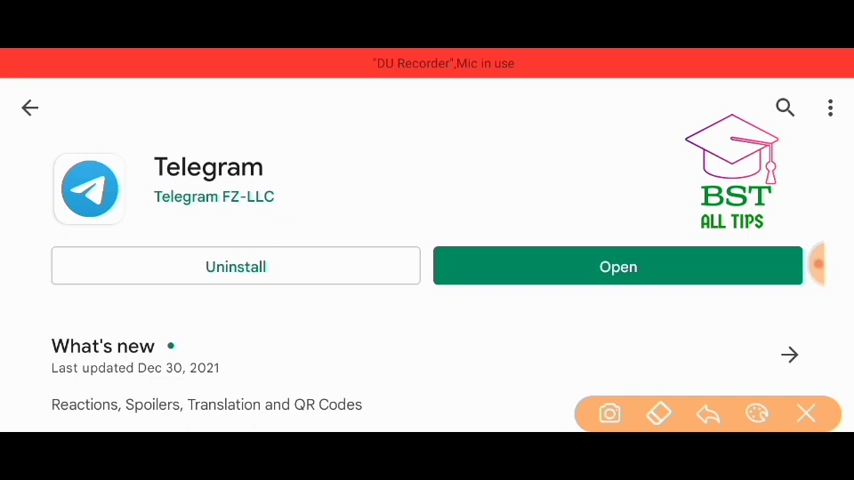 "DU Recorder",Mic in use
Telegram
Telegram FZ-LLC
BST
ALL TIPS
Uninstall
Open
What's new
Last updated Dec 30, 2021
Reactions, Spoilers, Translation and QR Codes